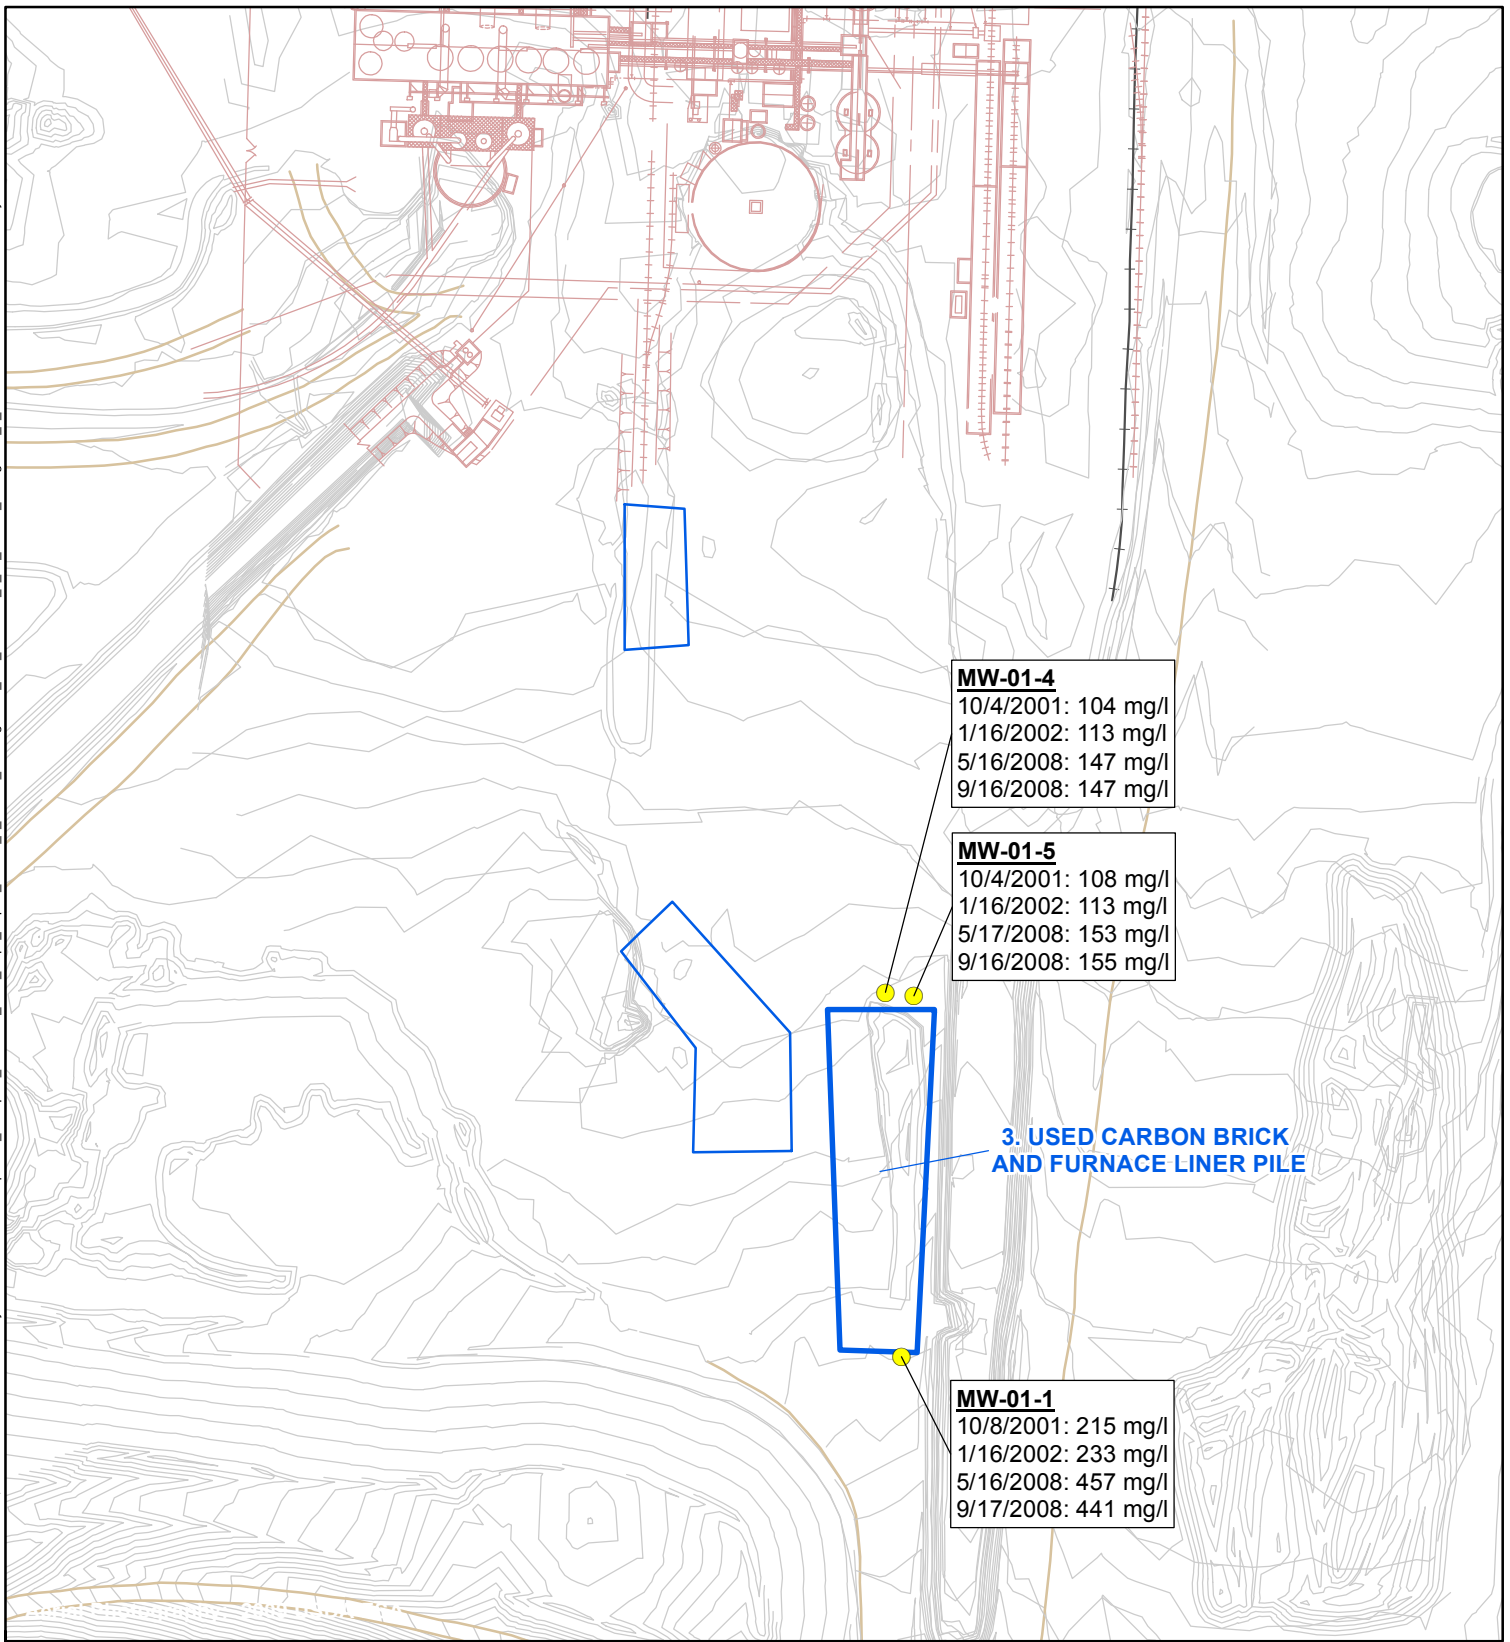 MW-01-4
10/4/2001: 104 mg/l
1/16/2002: 113 mg/l
5/16/2008: 147 mg/l
9/16/2008: 147 mg/l
MW-01-5
10/4/2001: 108 mg/l
1/16/2002: 113 mg/l
5/17/2008: 153 mg/l
9/16/2008: 155 mg/l
3. USED CARBON BRICK
AND FURNACE LINER PILE
MW-01-1
10/8/2001: 215 mg/l
1/16/2002: 233 mg/l
5/16/2008: 457 mg/l
9/17/2008: 441 mg/l